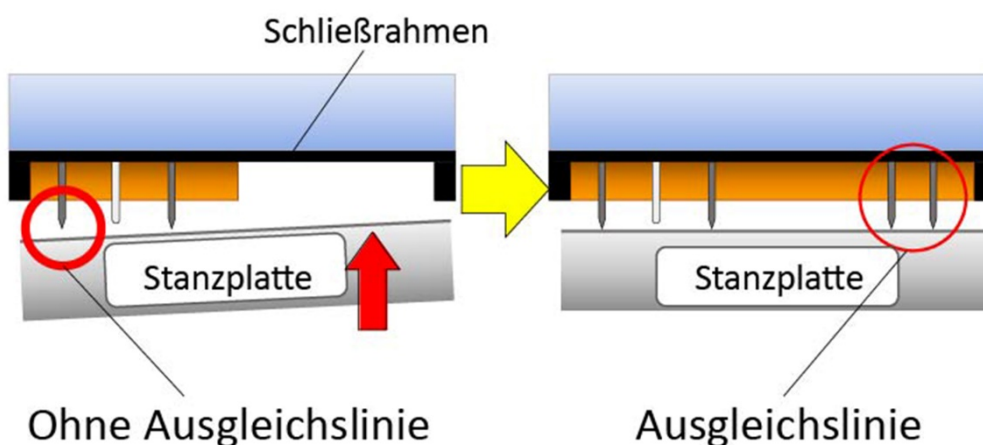 Schließrahmen
Stanzplatte
Stanzplatte
Ohne Ausgleichslinie
Ausgleichslinie